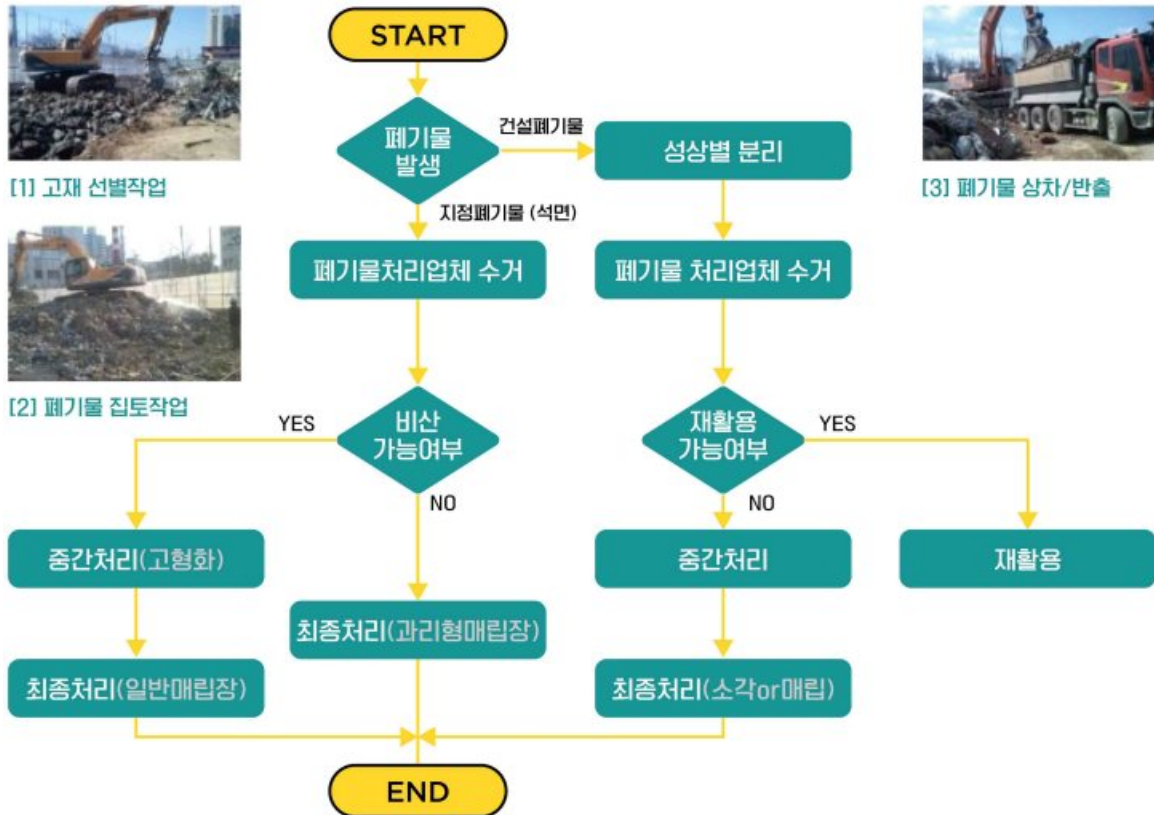 START
폐기물
발생
건설폐기물
성상별 분리
[1] 고재 선별작업
[3] 폐기물 상차/반출
지정폐기물 (석면)
폐기물처리업체 수거
폐기물 처리업체 수거
[2] 폐기물 집토작업
YES
비산
가능여부
재활용
가능여부
YES
NO
NO
중간처리(고형화)
중간처리
재활용
최종처리(과리형매립장)
최종처리(일반매립장)
최종처리(소각or매립)
END